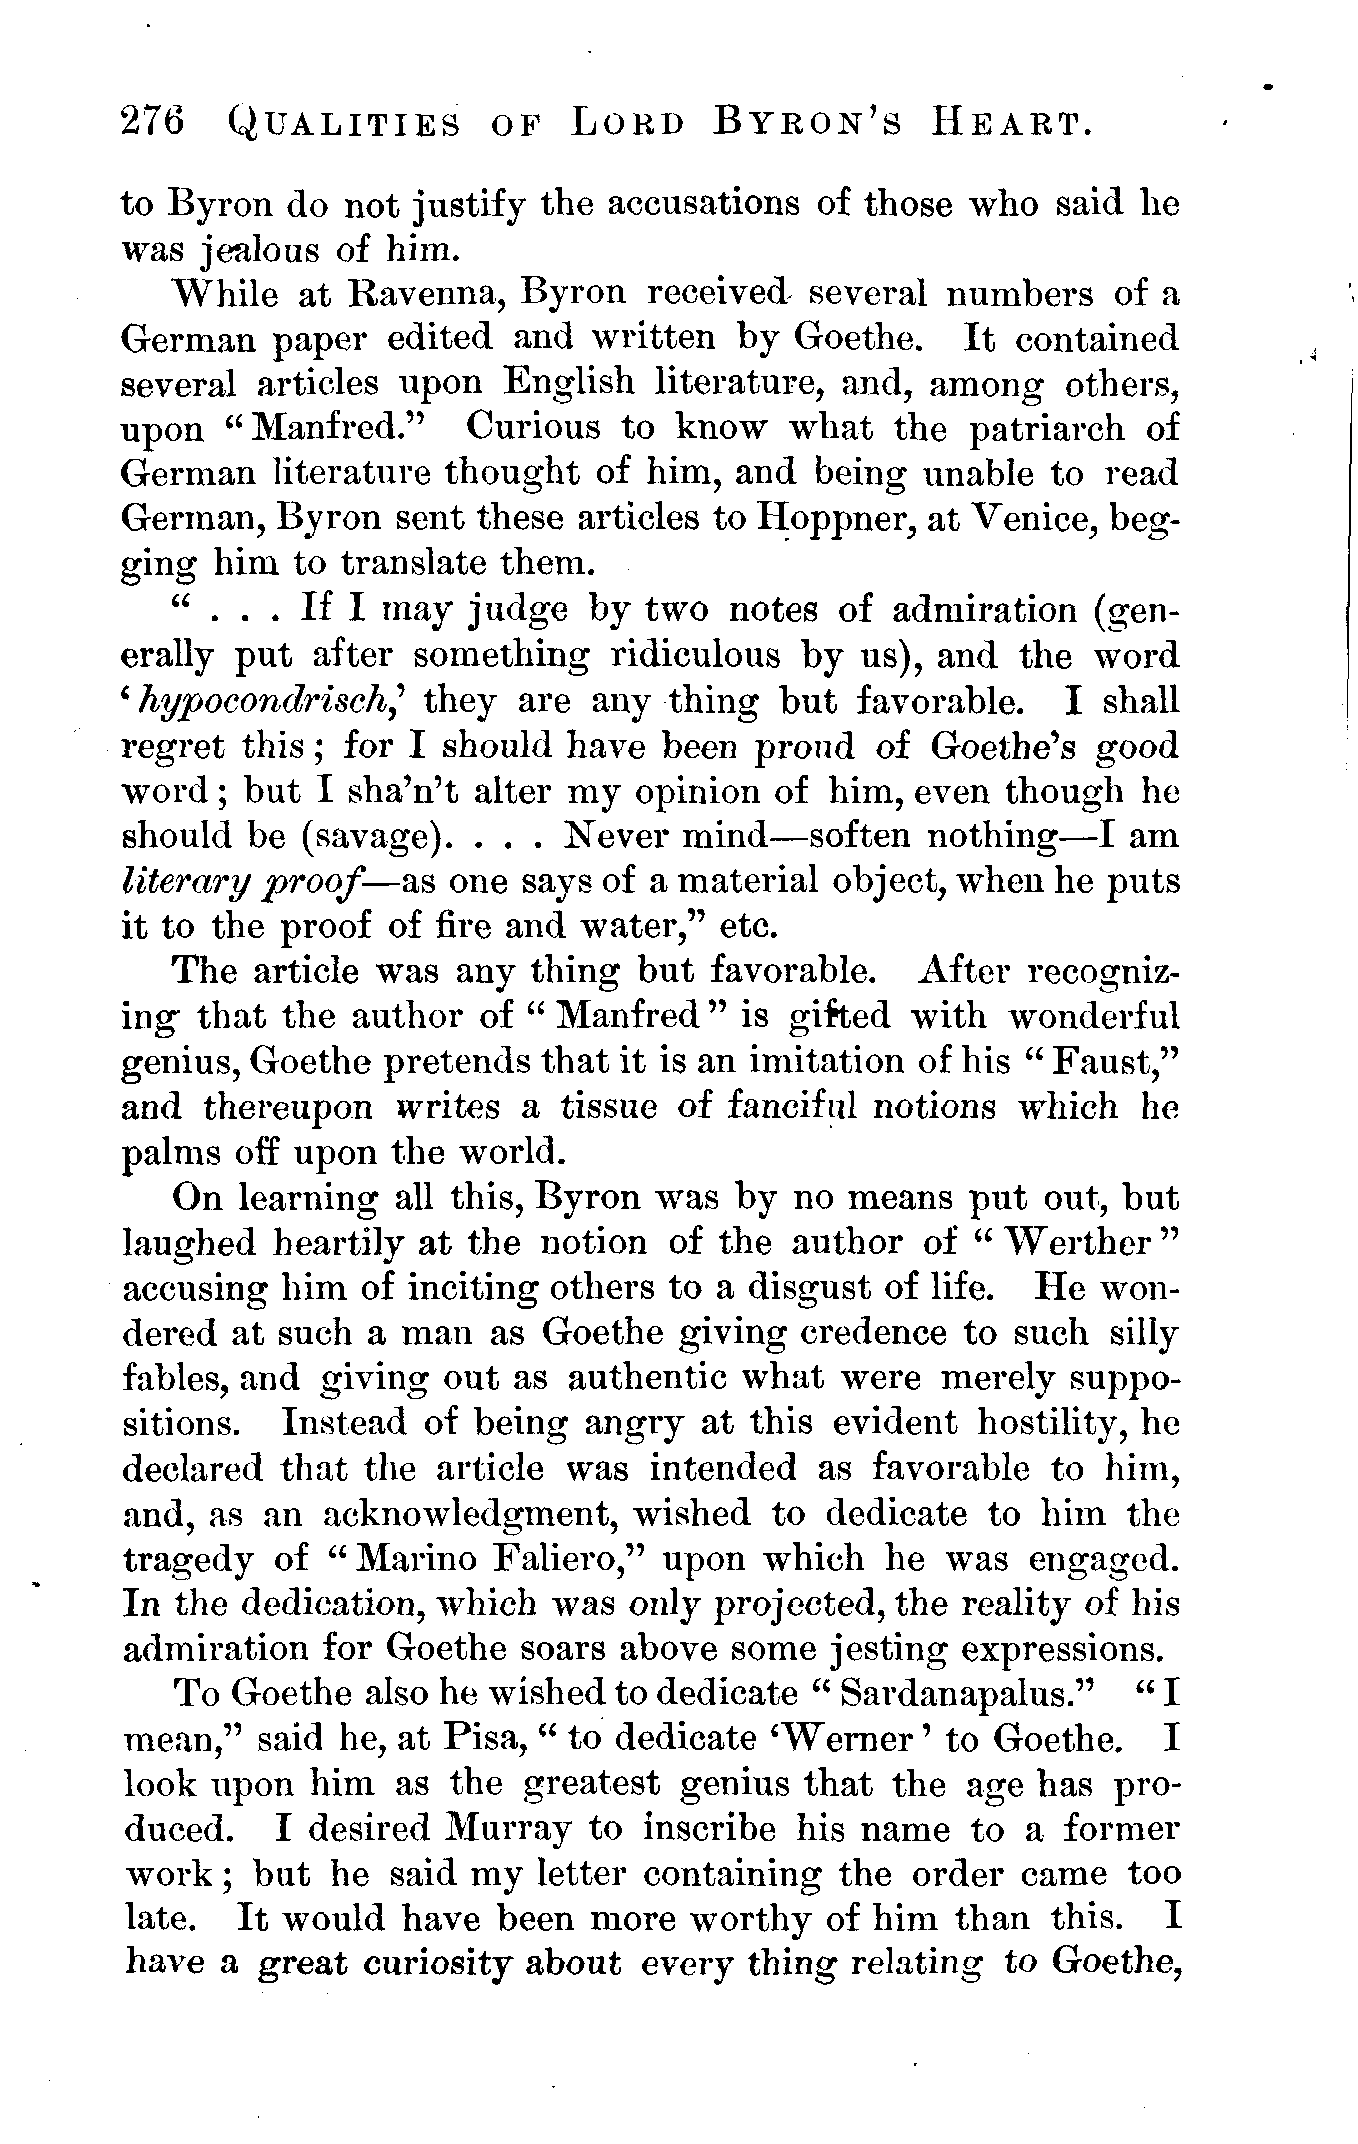 276 QUALITIES OF LORD BYRON'S HEART.
to Byron do not justify the accusations of those who said he
was jealous of him.
While at Ravenna, Byron received several numbers of a
German paper edited and written by Goethe. It contained
several articles upon English literature, and, among others,
upon “Manfred.” Curious to know what the patriarch of
German literature thought of him, and being unable to read
German, Byron sent these articles to Hoppner, at Venice, beg-
ging him to translate them.
“ . . . If I may judge by two notes of admiration (gen-
erally put after something ridiculous by us), and the word
‘hypocondrisch,’ they are any thing but favorable. I shall
regret this; for I should have been proud of Goethe’s good
word; but I sha’n’t alter my opinion of him, even though he
should be (savage). . . . Never mind—soften nothing—I am
literary proof—as one says of a material object, when he puts
it to the proof of fire and water,” etc.
The article was any thing but favorable. After recogniz-
ing that the author of “Manfred” is gifted with wonderful
genius, Goethe pretends that it is an imitation of his “Faust,”
and thereupon writes a tissue of fanciful notions which he
palms off upon the world.
On learning all this, Byron was by no means put out, but
laughed heartily at the notion of the author of “Werther”
accusing him of inciting others to a disgust of life. He won-
dered at such a man as Goethe giving credence to such silly
fables, and giving out as authentic what were merely suppo-
sitions. Instead of being angry at this evident hostility, he
declared that the article was intended as favorable to him,
and, as an acknowledgment, wished to dedicate to him the
tragedy of “Marino Faliero,” upon which he was engaged.
In the dedication, which was only projected, the reality of his
admiration for Goethe soars above some jesting expressions.
To Goethe also he wished to dedicate “Sardanapalus.” “I
mean,” said he, at Pisa, “to dedicate ‘Werner’ to Goethe. I
look upon him as the greatest genius that the age has pro-
duced. I desired Murray to inscribe his name to a former
work; but he said my letter containing the order came too
late. It would have been more worthy of him than this. I
have a great curiosity about every thing relating to Goethe,